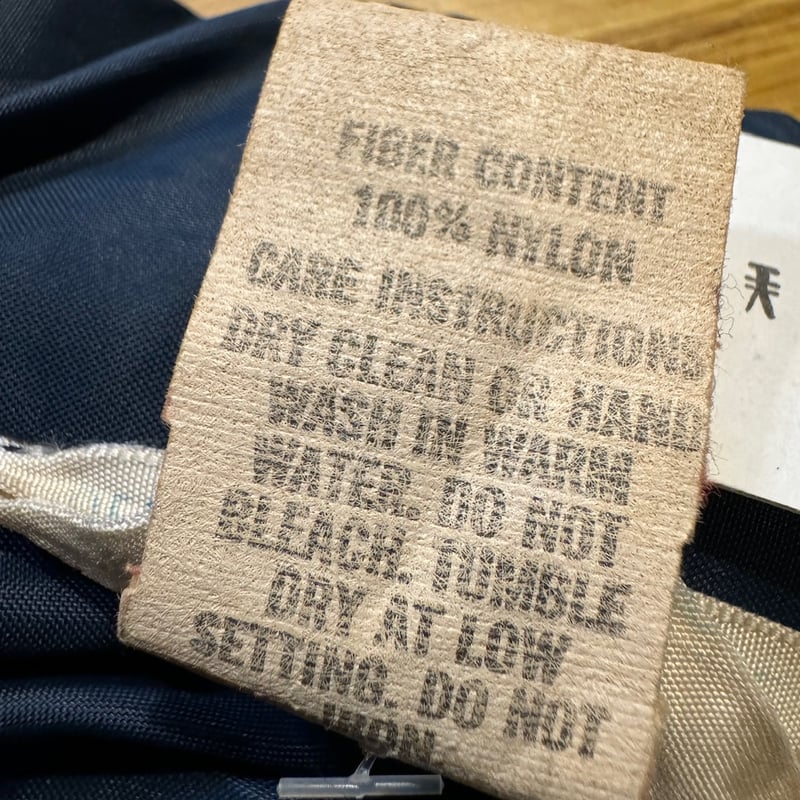 FIBER CONTENT
100% NYLON
CARE INSTRUCTIONS
DRY CLEAN OR HAND
WASH IN WARM
WATER. DO NOT
BLEACH. TUMBLE
DRY AT LOW
SETTING. DO NOT